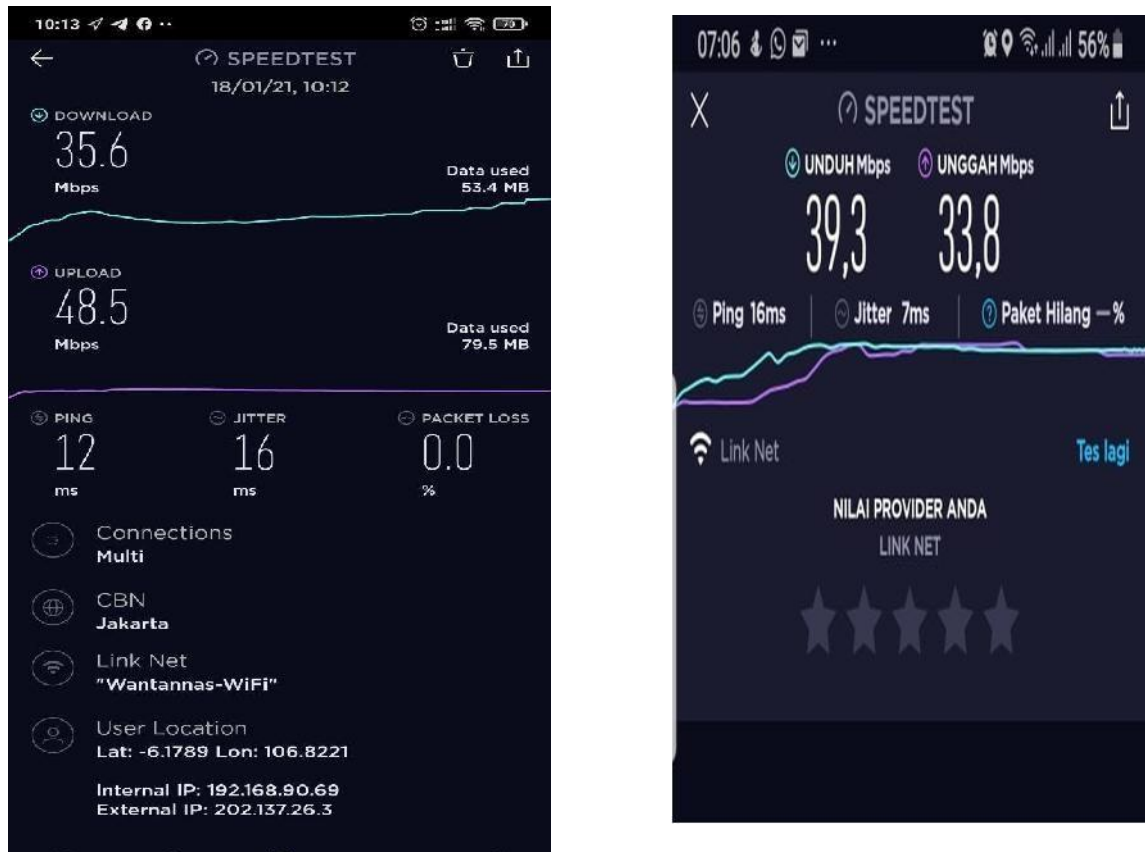 10:13
SPEEDTEST
18/01/21, 10:12
DOWNLOAD
35.6
Mbps
Data used
53.4 MB
UPLOAD
48.5
Mbps
Data used
79.5 MB
PING JITTER PACKET LOSS
12 16 0.0
ms ms %
Connections
Multi
CBN
Jakarta
Link Net
"Wantannas-WiFi"
User Location
Lat: -6.1789 Lon: 106.8221
Internal IP: 192.168.90.69
External IP: 202.137.26.3
07:06 ... 56%
SPEEDTEST
UNDUH Mbps UNGGAH Mbps
39,3 33,8
Ping 16ms Jitter 7ms Paket Hilang —%
Link Net Tes lagi
NILAI PROVIDER ANDA
LINK NET